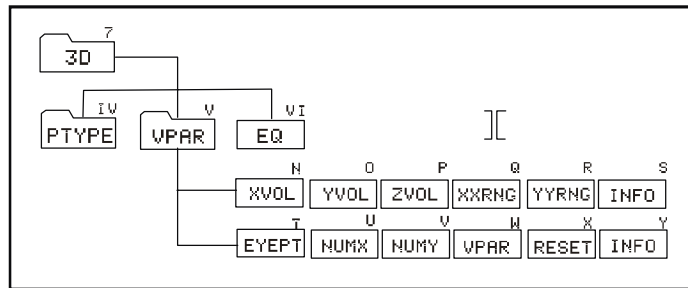 7
3D
IV V VI
PTYPE VPAR EQ
N O P Q R S
XVOL YVOL ZVOL XXRNG YYRNG INFO
T U V W X Y
EYEPT NUMX NUMY VPAR RESET INFO